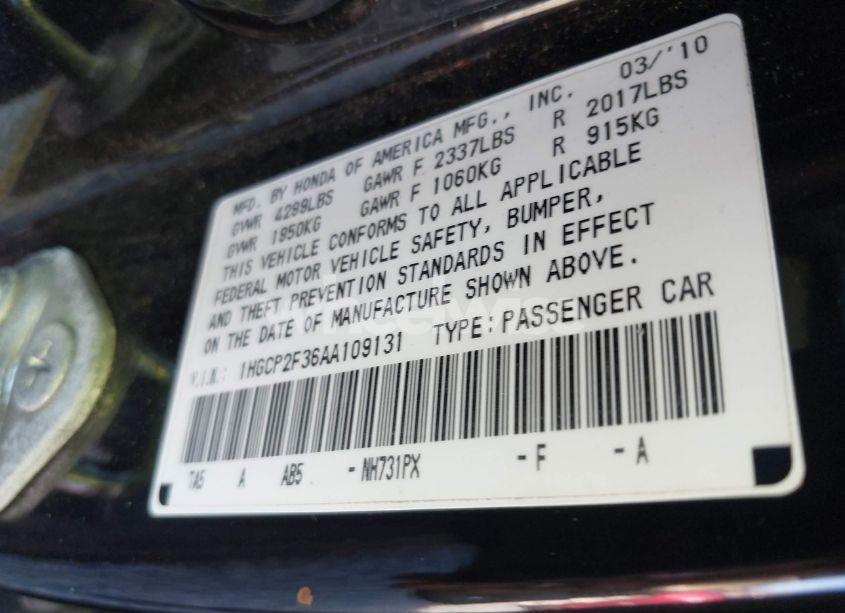 MFD. BY HONDA OF AMERICA MFG., INC. 03/'10
GVWR 4299LBS GAWR F 2337LBS R 2017LBS
GVWR 1950KG GAWR F 1060KG R 915KG
THIS VEHICLE CONFORMS TO ALL APPLICABLE
FEDERAL MOTOR VEHICLE SAFETY, BUMPER,
AND THEFT PREVENTION STANDARDS IN EFFECT
ON THE DATE OF MANUFACTURE SHOWN ABOVE.
V.I.N.: 1HGCP2F36AA109131 TYPE:PASSENGER CAR
TA5 A AB5 -NH731PX -F -A